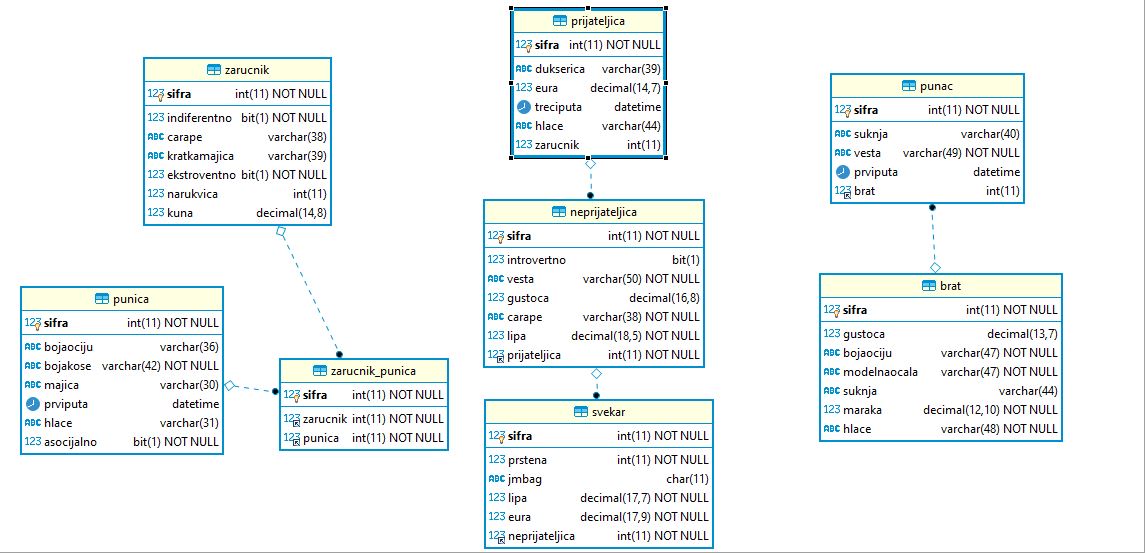 prijateljica
123 sifra int(11) NOT NULL
ABC dukserica varchar(39)
123 eura decimal(14,7)
treciputa datetime
ABC hlace varchar(44)
123 zarucnik int(11)
zarucnik
123 sifra int(11) NOT NULL
123 indiferentno bit(1) NOT NULL
ABC carape varchar(38)
ABC kratkamajica varchar(39)
123 ekstroventno bit(1) NOT NULL
123 narukvica int(11)
123 kuna decimal(14,8)
punac
123 sifra int(11) NOT NULL
ABC suknja varchar(40)
ABC vesta varchar(49) NOT NULL
prviputa datetime
123 brat int(11)
neprijateljica
123 sifra int(11) NOT NULL
123 introvertno bit(1)
ABC vesta varchar(50) NOT NULL
123 gustoca decimal(16,8)
ABC carape varchar(38) NOT NULL
123 lipa decimal(18,5) NOT NULL
123 prijateljica int(11) NOT NULL
punica
123 sifra int(11) NOT NULL
ABC bojaociju varchar(36)
ABC bojakose varchar(42) NOT NULL
ABC majica varchar(30)
prviputa datetime
ABC hlace varchar(31)
123 asocijalno bit(1) NOT NULL
zarucnik_punica
123 sifra int(11) NOT NULL
123 zarucnik int(11) NOT NULL
123 punica int(11) NOT NULL
brat
123 sifra int(11) NOT NULL
123 gustoca decimal(13,7)
ABC bojaociju varchar(47) NOT NULL
ABC modelnaocala varchar(47) NOT NULL
ABC suknja varchar(44)
123 maraka decimal(12,10) NOT NULL
ABC hlace varchar(48) NOT NULL
svekar
123 sifra int(11) NOT NULL
123 prstena int(11) NOT NULL
ABC jmbag char(11)
123 lipa decimal(17,7) NOT NULL
123 eura decimal(17,9) NOT NULL
123 neprijateljica int(11) NOT NULL